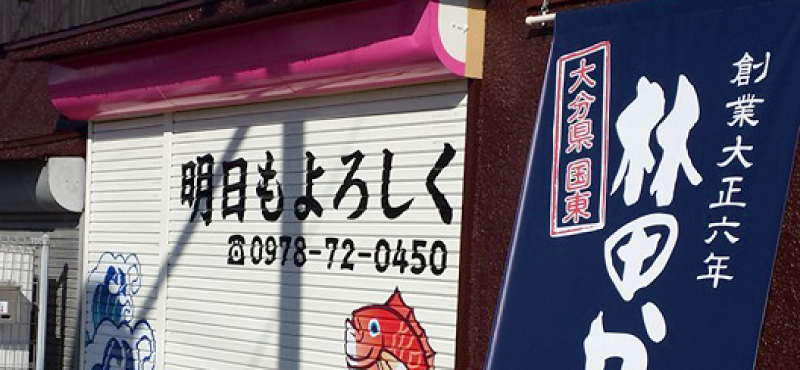 明日もよろしく
☎0978-72-0450
創業大正六年
林田か
大分県 国東